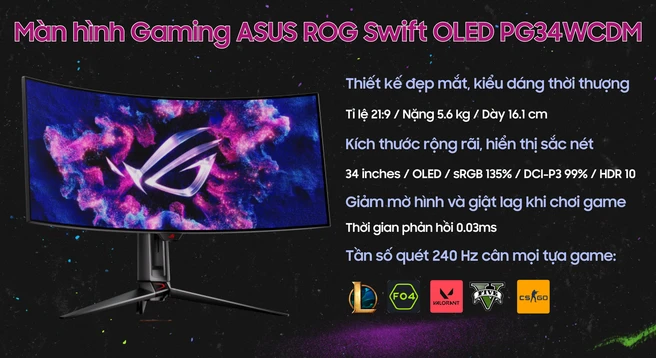 Màn hình Gaming ASUS ROG Swift OLED PG34WCDM
Thiết kế đẹp mắt, kiểu dáng thời thượng
Tỉ lệ 21:9 / Nặng 5.6 kg / Dày 16.1 cm
Kích thước rộng rãi, hiển thị sắc nét
34 inches / OLED / sRGB 135% / DCI-P3 99% / HDR 10
Giảm mờ hình và giật lag khi chơi game
Thời gian phản hồi 0.03ms
Tần số quét 240 Hz cân mọi tựa game:
L
FO4
VALORANT
V
FIVE
CS:GO